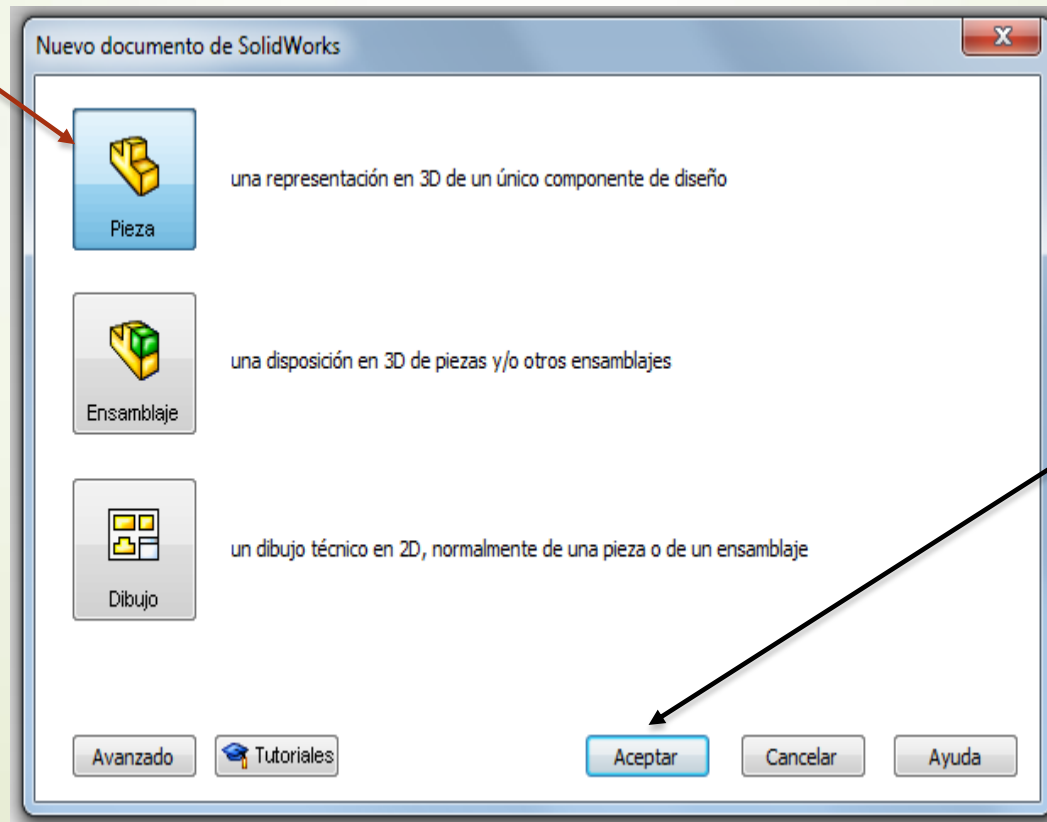 Nuevo documento de SolidWorks
una representación en 3D de un único componente de diseño
Pieza
una disposición en 3D de piezas y/o otros ensamblajes
Ensamblaje
un dibujo técnico en 2D, normalmente de una pieza o de un ensamblaje
Dibujo
Avanzado Tutoriales Aceptar Cancelar Ayuda